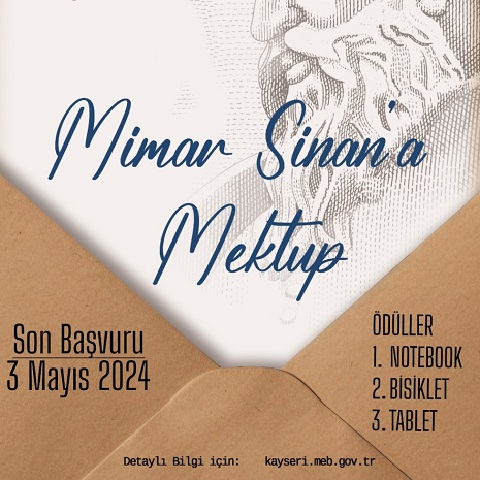 Mimar Sinan'a
Mektup
Son Başvuru
3 Mayıs 2024
ÖDÜLLER
1. NOTEBOOK
2. BİSİKLET
3. TABLET
Detaylı Bilgi için: kayseri.meb.gov.tr